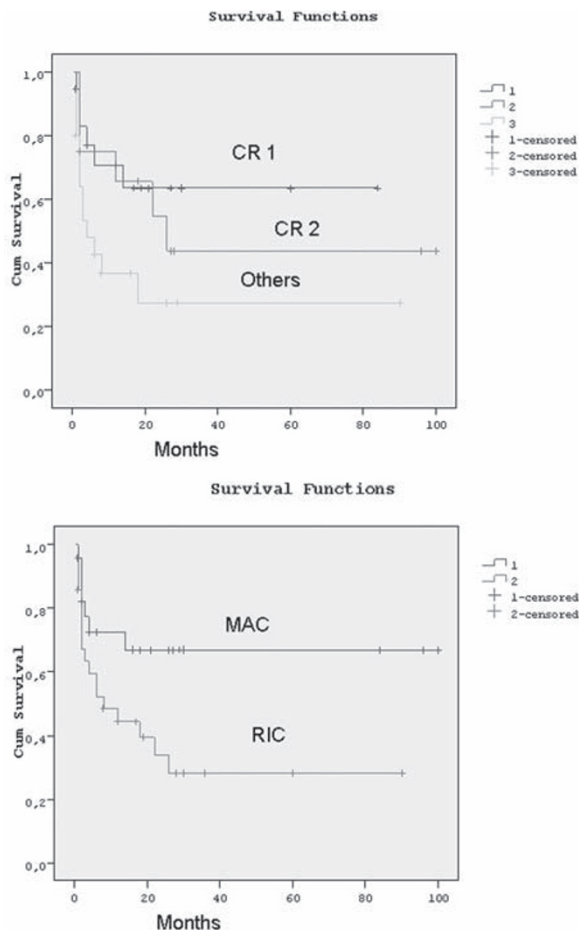 Survival Functions
1,0
0,8
0,6
0,4
0,2
0,0
Cum Survival
CR 1
CR 2
Others
1
2
3
1-censored
2-censored
3-censored
0 20 40 60 80 100
Months
Survival Functions
1,0
0,8
0,6
0,4
0,2
0,0
Cum Survival
MAC
RIC
1
2
1-censored
2-censored
0 20 40 60 80 100
Months